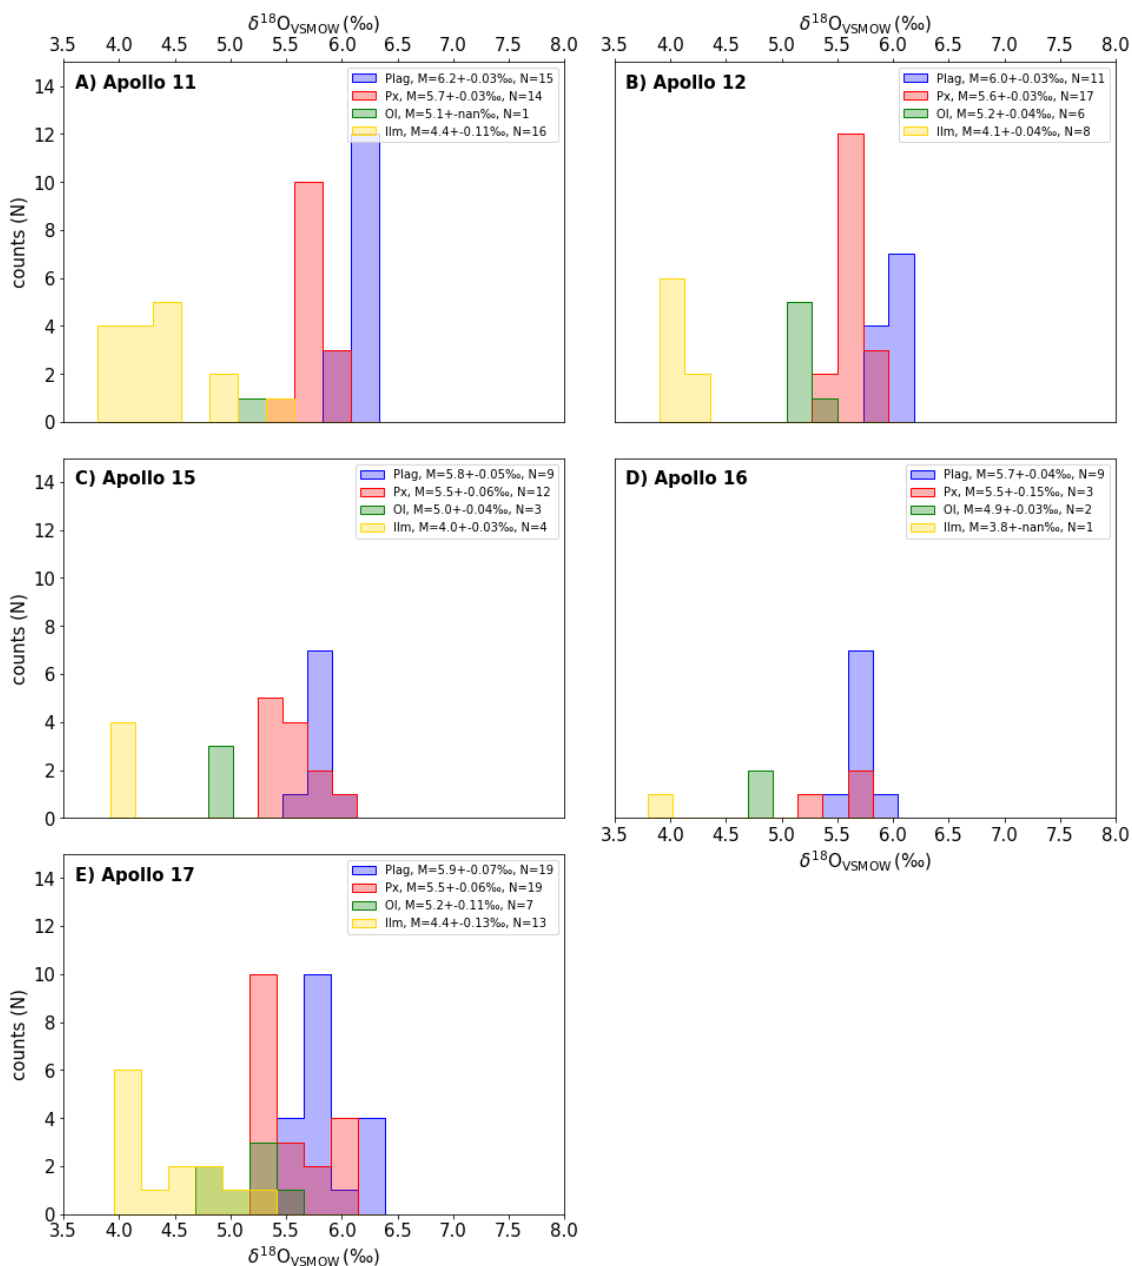 δ¹⁸O_VSMOW (‰)
3.5 4.0 4.5 5.0 5.5 6.0 6.5 7.0 7.5 8.0
δ¹⁸O_VSMOW (‰)
3.5 4.0 4.5 5.0 5.5 6.0 6.5 7.0 7.5 8.0
A) Apollo 11
Plag, M=6.2+-0.03‰, N=15
Px, M=5.7+-0.03‰, N=14
Ol, M=5.1+-nan‰, N=1
Ilm, M=4.4+-0.11‰, N=16
counts (N)
14
12
10
8
6
4
2
0
B) Apollo 12
Plag, M=6.0+-0.03‰, N=11
Px, M=5.6+-0.03‰, N=17
Ol, M=5.2+-0.04‰, N=6
Ilm, M=4.1+-0.04‰, N=8
C) Apollo 15
Plag, M=5.8+-0.05‰, N=9
Px, M=5.5+-0.06‰, N=12
Ol, M=5.0+-0.04‰, N=3
Ilm, M=4.0+-0.03‰, N=4
counts (N)
14
12
10
8
6
4
2
0
D) Apollo 16
Plag, M=5.7+-0.04‰, N=9
Px, M=5.5+-0.15‰, N=3
Ol, M=4.9+-0.03‰, N=2
Ilm, M=3.8+-nan‰, N=1
3.5 4.0 4.5 5.0 5.5 6.0 6.5 7.0 7.5 8.0
δ¹⁸O_VSMOW (‰)
E) Apollo 17
Plag, M=5.9+-0.07‰, N=19
Px, M=5.5+-0.06‰, N=19
Ol, M=5.2+-0.11‰, N=7
Ilm, M=4.4+-0.13‰, N=13
counts (N)
14
12
10
8
6
4
2
0
3.5 4.0 4.5 5.0 5.5 6.0 6.5 7.0 7.5 8.0
δ¹⁸O_VSMOW (‰)